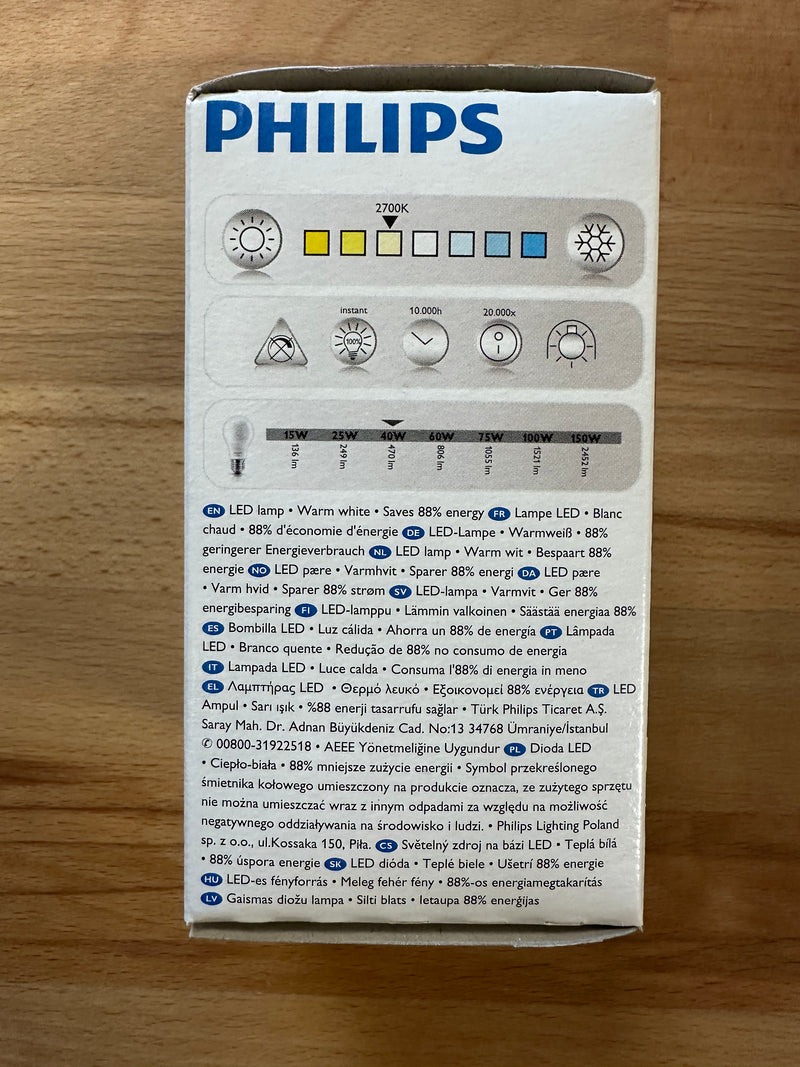 PHILIPS
2700K
instant 10.000h 20.000x
100%
15W 25W 40W 60W 75W 100W 150W
136 lm 249 lm 470 lm 806 lm 1055 lm 1521 lm 2452 lm
EN LED lamp • Warm white • Saves 88% energy FR Lampe LED • Blanc
chaud • 88% d'économie d'énergie DE LED-Lampe • Warmweiß • 88%
geringerer Energieverbrauch NL LED lamp • Warm wit • Bespaart 88%
energie NO LED pære • Varmhvit • Sparer 88% energi DA LED pære
• Varm hvid • Sparer 88% strøm SV LED-lampa • Varmvit • Ger 88%
energibesparing FI LED-lamppu • Lämmin valkoinen • Säästää energiaa 88%
ES Bombilla LED • Luz cálida • Ahorra un 88% de energía PT Lâmpada
LED • Branco quente • Redução de 88% no consumo de energia
IT Lampada LED • Luce calda • Consuma l'88% di energia in meno
EL Λαμπτήρας LED • Θερμό λευκό • Εξοικονομεί 88% ενέργεια TR LED
Ampul • Sarı ışık • %88 enerji tasarrufu sağlar • Türk Philips Ticaret A.Ş.
Saray Mah. Dr. Adnan Büyükdeniz Cad. No:13 34768 Ümraniye/İstanbul
✆ 00800-31922518 • AEEE Yönetmeliğine Uygundur PL Dioda LED
• Ciepło-biała • 88% mniejsze zużycie energii • Symbol przekreślonego
śmietnika kołowego umieszczony na produkcie oznacza, ze zużytego sprzętu
nie można umieszczać wraz z innym odpadami za względu na możliwość
negatywnego oddziaływania na środowisko i ludzi. • Philips Lighting Poland
sp. z o.o., ul.Kossaka 150, Piła. CS Světelný zdroj na bázi LED • Teplá bílá
• 88% úspora energie SK LED dióda • Teplé biele • Ušetrí 88% energie
HU LED-es fényforrás • Meleg fehér fény • 88%-os energiamegtakarítás
LV Gaismas diožu lampa • Silti blats • Ietaupa 88% enerģijas